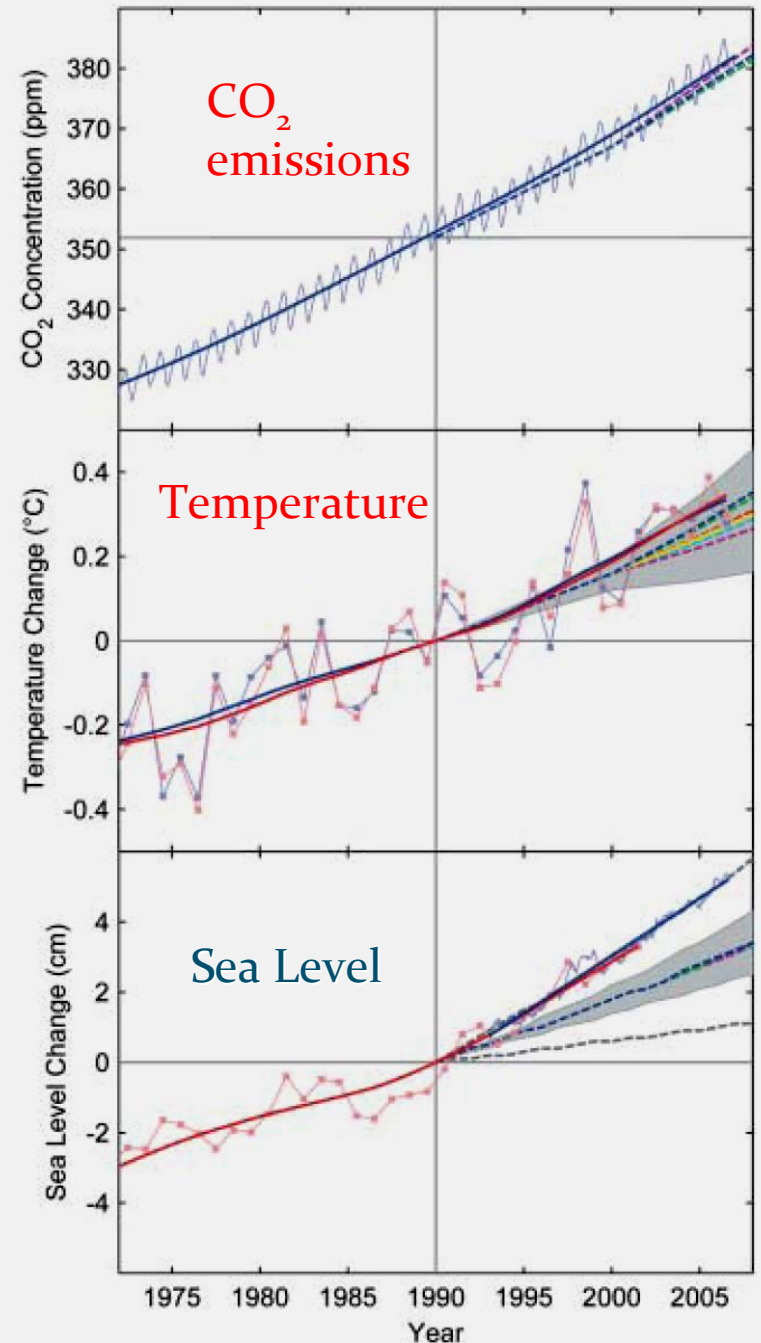 CO₂ Concentration (ppm)
380
370
360
350
340
330
CO₂
emissions
Temperature Change (°C)
0.4
0.2
0
-0.2
-0.4
Temperature
Sea Level Change (cm)
4
2
0
-2
-4
Sea Level
1975 1980 1985 1990 1995 2000 2005
Year